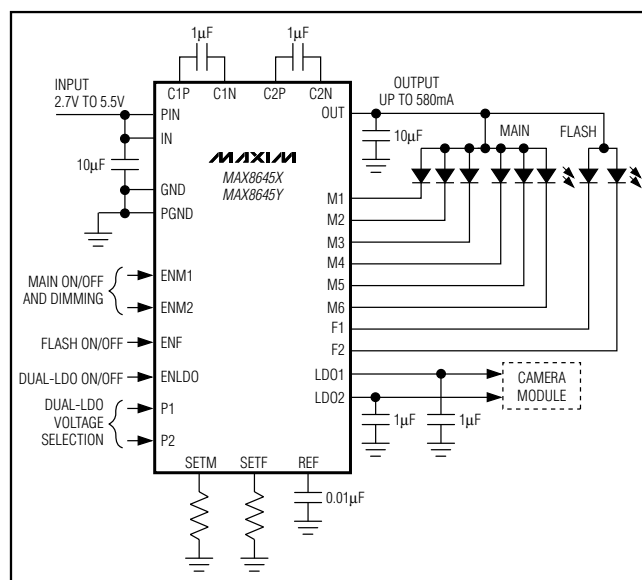 1µF
1µF
INPUT
2.7V TO 5.5V
C1P
C1N
C2P
C2N
OUTPUT
UP TO 580mA
PIN
OUT
IN
10µF
MAIN
FLASH
10µF
MAXIM
MAX8645X
MAX8645Y
GND
PGND
M1
M2
M3
M4
M5
M6
F1
F2
MAIN ON/OFF
AND DIMMING
ENM1
ENM2
FLASH ON/OFF
ENF
DUAL-LDO ON/OFF
ENLDO
LDO1
LDO2
CAMERA
MODULE
DUAL-LDO
VOLTAGE
SELECTION
P1
P2
1µF
1µF
SETM
SETF
REF
0.01µF